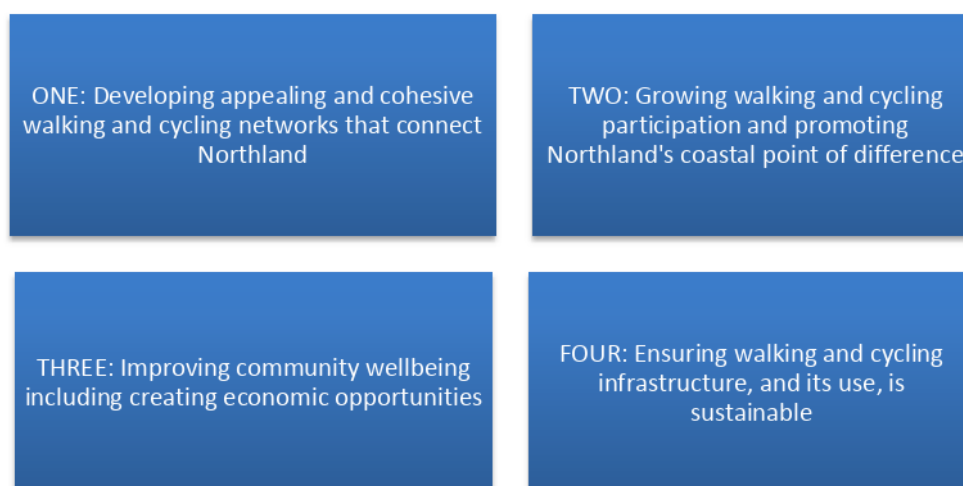 ONE: Developing appealing and cohesive
walking and cycling networks that connect
Northland
TWO: Growing walking and cycling
participation and promoting
Northland's coastal point of difference
THREE: Improving community wellbeing
including creating economic opportunities
FOUR: Ensuring walking and cycling
infrastructure, and its use, is
sustainable